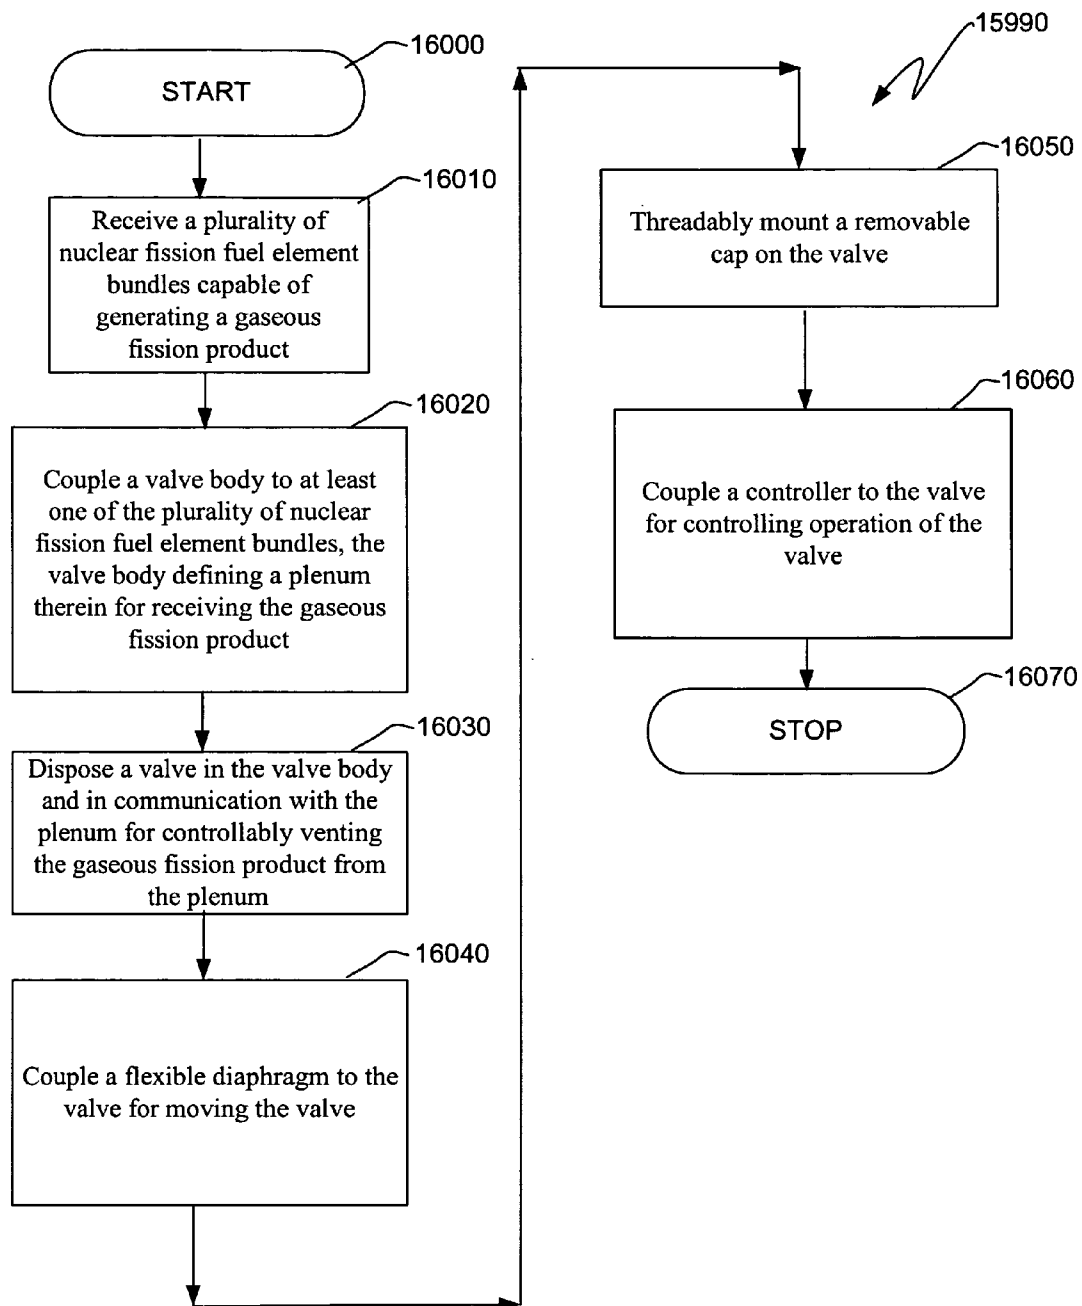 16000
START
16010
Receive a plurality of
nuclear fission fuel element
bundles capable of
generating a gaseous
fission product
16020
Couple a valve body to at least
one of the plurality of nuclear
fission fuel element bundles, the
valve body defining a plenum
therein for receiving the gaseous
fission product
16030
Dispose a valve in the valve body
and in communication with the
plenum for controllably venting
the gaseous fission product from
the plenum
16040
Couple a flexible diaphragm to the
valve for moving the valve
15990
16050
Threadably mount a removable
cap on the valve
16060
Couple a controller to the valve
for controlling operation of the
valve
16070
STOP